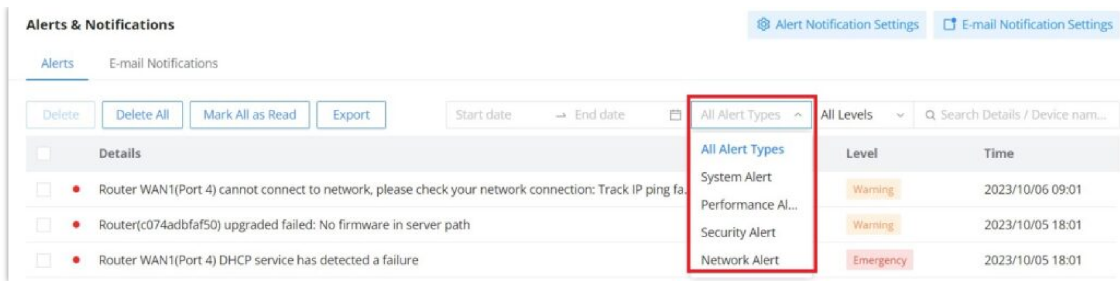 Alerts & Notifications
Alert Notification Settings
E-mail Notification Settings
Alerts
E-mail Notifications
Delete
Delete All
Mark All as Read
Export
Start date
End date
All Alert Types
All Levels
Search Details / Device nam...
All Alert Types
System Alert
Performance Al...
Security Alert
Network Alert
Details
Level
Time
Router WAN1(Port 4) cannot connect to network, please check your network connection: Track IP ping fa...
Warning
2023/10/06 09:01
Router(c074adbfaf50) upgraded failed: No firmware in server path
Warning
2023/10/05 18:01
Router WAN1(Port 4) DHCP service has detected a failure
Emergency
2023/10/05 18:01